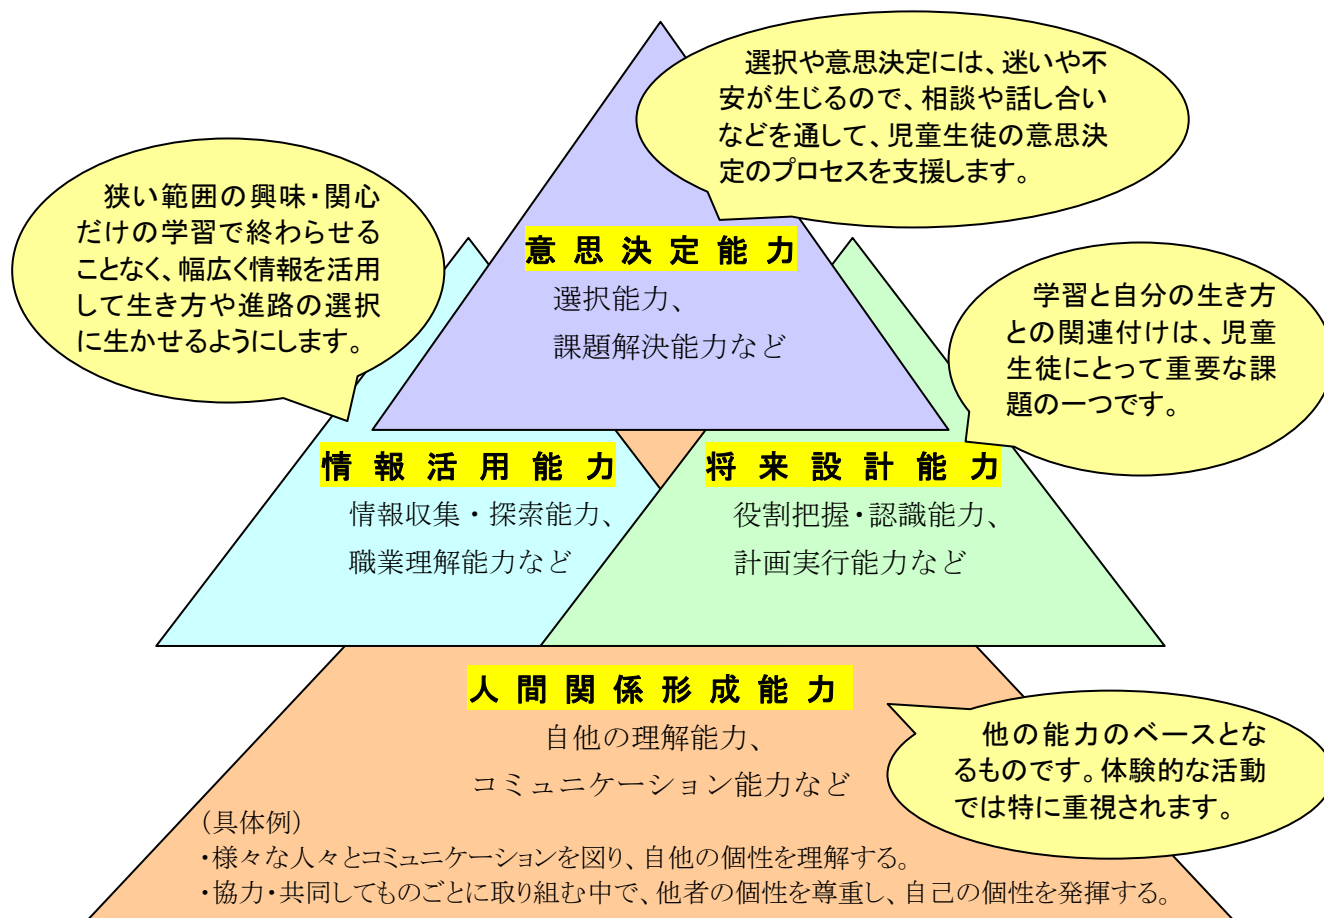 選択や意思決定には、迷いや不
安が生じるので、相談や話し合い
などを通して、児童生徒の意思決
定のプロセスを支援します。
狭い範囲の興味・関心
だけの学習で終わらせる
ことなく、幅広く情報を活用
して生き方や進路の選択
に生かせるようにします。
意思決定能力
選択能力、
課題解決能力など
学習と自分の生き方
との関連付けは、児童
生徒にとって重要な課
題の一つです。
情報活用能力
情報収集・探索能力、
職業理解能力など
将来設計能力
役割把握・認識能力、
計画実行能力など
人間関係形成能力
自他の理解能力、
コミュニケーション能力など
他の能力のベースとな
るものです。体験的な活動
では特に重視されます。
（具体例）
・様々な人々とコミュニケーションを図り、自他の個性を理解する。
・協力・共同してものごとに取り組む中で、他者の個性を尊重し、自己の個性を発揮する。